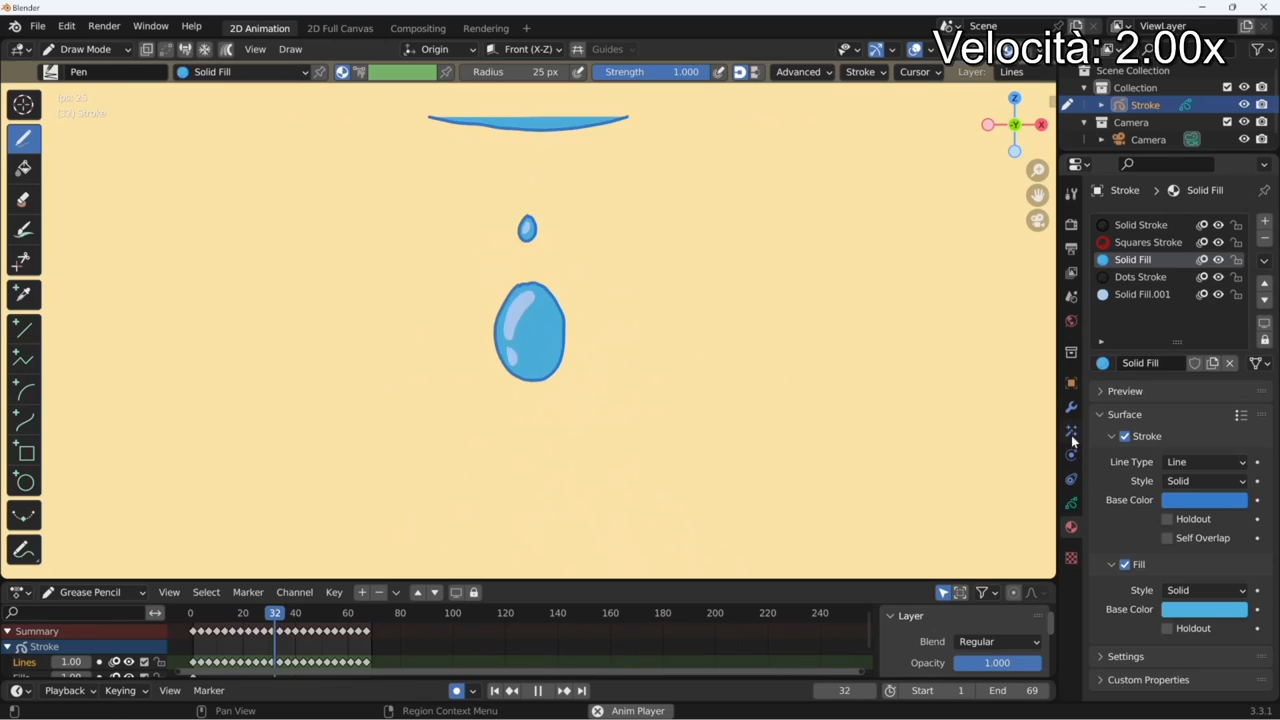 Blender
File Edit Render Window Help 2D Animation 2D Full Canvas Compositing Rendering + Scene ViewLayer
Draw Mode View Draw Origin Front (X-Z) Guides
Velocità: 2.00x
Pen Solid Fill Radius 25 px Strength 1.000 Advanced Stroke Cursor Layer: Lines
Scene Collection
Collection
Stroke
Camera
Camera
fps: 25
(32) Stroke
Z
-Y
X
Stroke > Solid Fill
Solid Stroke
Squares Stroke
Solid Fill
Dots Stroke
Solid Fill.001
Solid Fill
Preview
Surface
Stroke
Line Type Line
Style Solid
Base Color
Holdout
Self Overlap
Fill
Style Solid
Base Color
Holdout
Settings
Custom Properties
Grease Pencil View Select Marker Channel Key
0 20 32 40 60 80 100 120 140 160 180 200 220 240
Summary
Stroke
Lines 1.00
Layer
Blend Regular
Opacity 1.000
Playback Keying View Marker 32 Start 1 End 69
Pan View Region Context Menu Anim Player 3.3.1